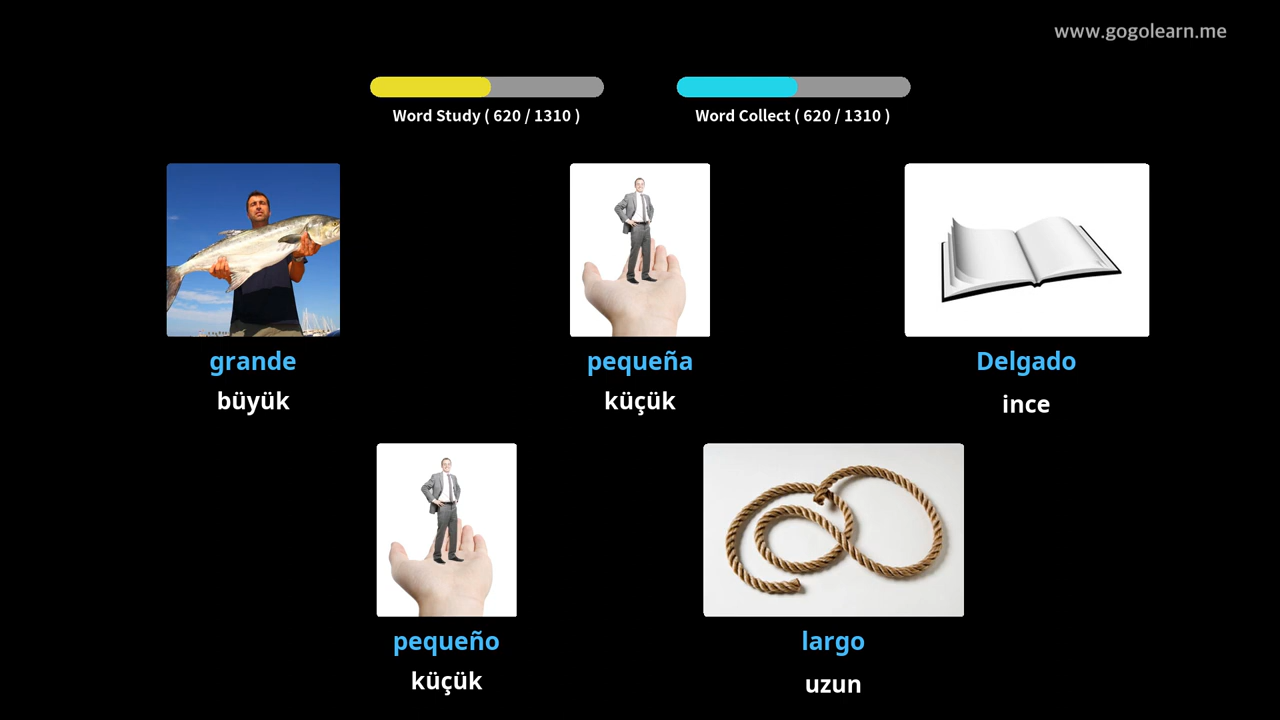 www.gogolearn.me
Word Study ( 620 / 1310 )
Word Collect ( 620 / 1310 )
grande
büyük
pequeña
küçük
Delgado
ince
pequeño
küçük
largo
uzun